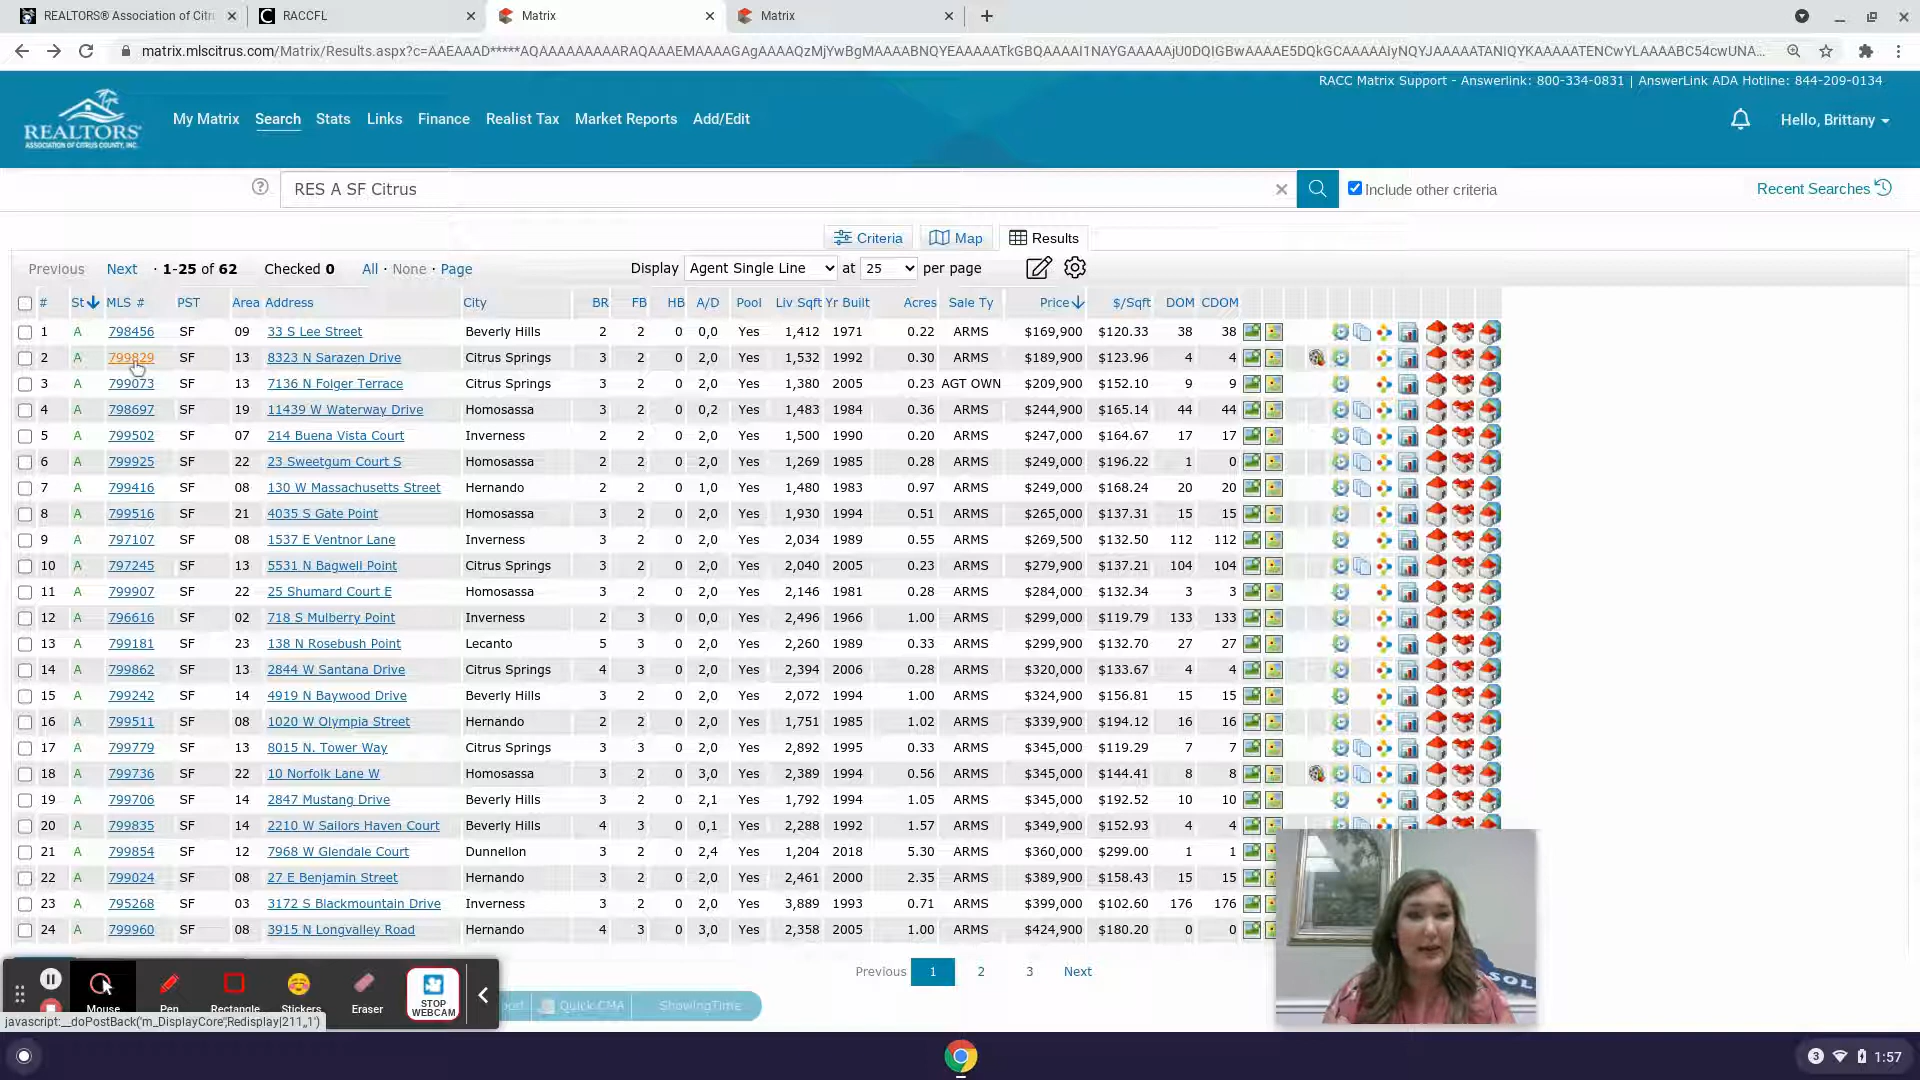 REALTORS® Association of Citru
RACCFL
Matrix
Matrix
matrix.mlscitrus.com/Matrix/Results.aspx?c=AAEAAAD*****AQAAAAAAAAARAQAAAEMAAAAGAgAAAAQzMjYwBgMAAAABNQYEAAAAATkGBQAAAAI1NAYGAAAAAjU0DQIGBwAAAAE5DQkGCAAAAAIyNQYJAAAAATANIQYKAAAAATENCwYLAAAABC54cwUNA...
RACC Matrix Support - Answerlink: 800-334-0831 | AnswerLink ADA Hotline: 844-209-0134
REALTORS®
ASSOCIATION OF CITRUS COUNTY, INC.
My Matrix Search Stats Links Finance Realist Tax Market Reports Add/Edit
Hello, Brittany
RES A SF Citrus
Include other criteria
Recent Searches
Criteria Map Results
Previous Next · 1-25 of 62 Checked 0 All · None · Page Display Agent Single Line at 25 per page
# St MLS # PST Area Address City BR FB HB A/D Pool Liv Sqft Yr Built Acres Sale Ty Price $/Sqft DOM CDOM
1 A 798456 SF 09 33 S Lee Street Beverly Hills 2 2 0 0,0 Yes 1,412 1971 0.22 ARMS $169,900 $120.33 38 38
2 A 799829 SF 13 8323 N Sarazen Drive Citrus Springs 3 2 0 2,0 Yes 1,532 1992 0.30 ARMS $189,900 $123.96 4 4
3 A 799073 SF 13 7136 N Folger Terrace Citrus Springs 3 2 0 2,0 Yes 1,380 2005 0.23 AGT OWN $209,900 $152.10 9 9
4 A 798697 SF 19 11439 W Waterway Drive Homosassa 3 2 0 0,2 Yes 1,483 1984 0.36 ARMS $244,900 $165.14 44 44
5 A 799502 SF 07 214 Buena Vista Court Inverness 2 2 0 2,0 Yes 1,500 1990 0.20 ARMS $247,000 $164.67 17 17
6 A 799925 SF 22 23 Sweetgum Court S Homosassa 2 2 0 2,0 Yes 1,269 1985 0.28 ARMS $249,000 $196.22 1 0
7 A 799416 SF 08 130 W Massachusetts Street Hernando 2 2 0 1,0 Yes 1,480 1983 0.97 ARMS $249,000 $168.24 20 20
8 A 799516 SF 21 4035 S Gate Point Homosassa 3 2 0 2,0 Yes 1,930 1994 0.51 ARMS $265,000 $137.31 15 15
9 A 797107 SF 08 1537 E Ventnor Lane Inverness 3 2 0 2,0 Yes 2,034 1989 0.55 ARMS $269,500 $132.50 112 112
10 A 797245 SF 13 5531 N Bagwell Point Citrus Springs 3 2 0 2,0 Yes 2,040 2005 0.23 ARMS $279,900 $137.21 104 104
11 A 799907 SF 22 25 Shumard Court E Homosassa 3 2 0 2,0 Yes 2,146 1981 0.28 ARMS $284,000 $132.34 3 3
12 A 796616 SF 02 718 S Mulberry Point Inverness 2 3 0 0,0 Yes 2,496 1966 1.00 ARMS $299,000 $119.79 133 133
13 A 799181 SF 23 138 N Rosebush Point Lecanto 5 3 0 2,0 Yes 2,260 1989 0.33 ARMS $299,900 $132.70 27 27
14 A 799862 SF 13 2844 W Santana Drive Citrus Springs 4 3 0 2,0 Yes 2,394 2006 0.28 ARMS $320,000 $133.67 4 4
15 A 799242 SF 14 4919 N Baywood Drive Beverly Hills 3 2 0 2,0 Yes 2,072 1994 1.00 ARMS $324,900 $156.81 15 15
16 A 799511 SF 08 1020 W Olympia Street Hernando 2 2 0 2,0 Yes 1,751 1985 1.02 ARMS $339,900 $194.12 16 16
17 A 799779 SF 13 8015 N. Tower Way Citrus Springs 3 3 0 2,0 Yes 2,892 1995 0.33 ARMS $345,000 $119.29 7 7
18 A 799736 SF 22 10 Norfolk Lane W Homosassa 3 2 0 3,0 Yes 2,389 1994 0.56 ARMS $345,000 $144.41 8 8
19 A 799706 SF 14 2847 Mustang Drive Beverly Hills 3 2 0 2,1 Yes 1,792 1994 1.05 ARMS $345,000 $192.52 10 10
20 A 799835 SF 14 2210 W Sailors Haven Court Beverly Hills 4 3 0 0,1 Yes 2,288 1992 1.57 ARMS $349,900 $152.93 4 4
21 A 799854 SF 12 7968 W Glendale Court Dunnellon 3 2 0 2,4 Yes 1,204 2018 5.30 ARMS $360,000 $299.00 1 1
22 A 799024 SF 08 27 E Benjamin Street Hernando 3 2 0 2,0 Yes 2,461 2000 2.35 ARMS $389,900 $158.43 15 15
23 A 795268 SF 03 3172 S Blackmountain Drive Inverness 3 2 0 2,0 Yes 3,889 1993 0.71 ARMS $399,000 $102.60 176 176
24 A 799960 SF 08 3915 N Longvalley Road Hernando 4 3 0 3,0 Yes 2,358 2005 1.00 ARMS $424,900 $180.20 0 0
Previous 1 2 3 Next
Mouse Pen Rectangle Stickers Eraser STOP WEBCAM
Quick CMA ShowingTime
SOL
javascript:__doPostBack('m_DisplayCore','Redisplay|211,,1')
3 1:57